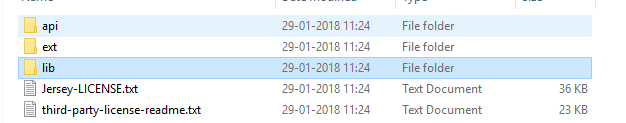 api 29-01-2018 11:24 File folder
ext 29-01-2018 11:24 File folder
lib 29-01-2018 11:24 File folder
Jersey-LICENSE.txt 29-01-2018 11:24 Text Document 36 KB
third-party-license-readme.txt 29-01-2018 11:24 Text Document 23 KB